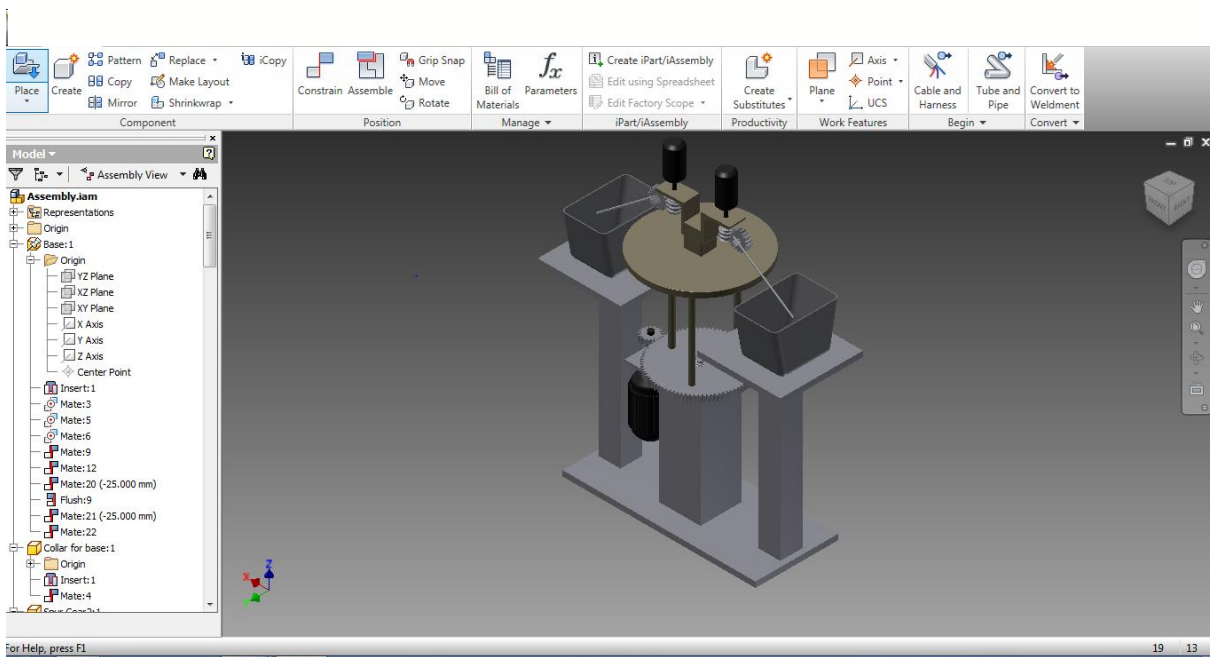 Place
Create
Pattern
Copy
Mirror
Replace
Make Layout
Shrinkwrap
iCopy
Component
Constrain
Assemble
Grip Snap
Move
Rotate
Position
Bill of
Materials
fx
Parameters
Manage
Create iPart/iAssembly
Edit using Spreadsheet
Edit Factory Scope
iPart/iAssembly
Create
Substitutes
Productivity
Plane
Axis
Point
UCS
Work Features
Cable and
Harness
Tube and
Pipe
Begin
Convert to
Weldment
Convert
Model
Assembly View
Assembly.iam
Representations
Origin
Base:1
Origin
YZ Plane
XZ Plane
XY Plane
X Axis
Y Axis
Z Axis
Center Point
Insert:1
Mate:3
Mate:5
Mate:6
Mate:9
Mate:12
Mate:20 (-25.000 mm)
Flush:9
Mate:21 (-25.000 mm)
Mate:22
Collar for base:1
Origin
Insert:1
Mate:4
FRONT
RIGHT
X
Z
For Help, press F1
19 13